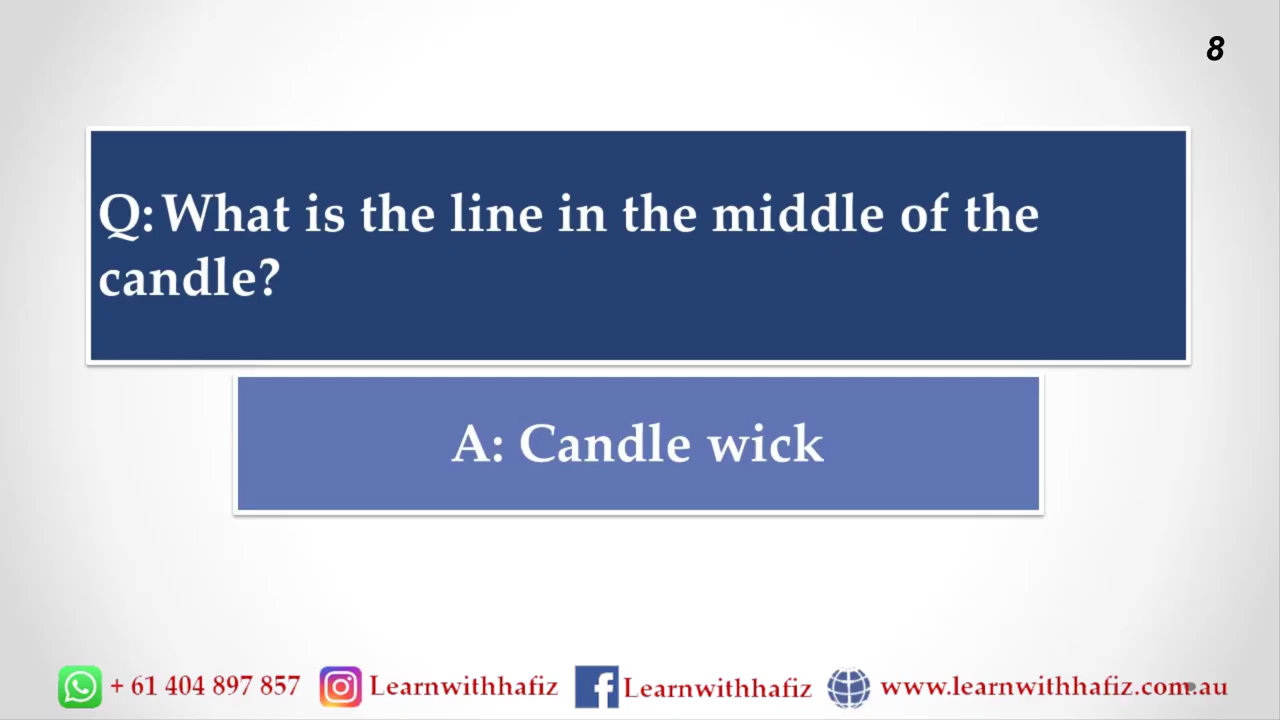 8
Q: What is the line in the middle of the
candle?
A: Candle wick
+ 61 404 897 857 Learnwithhafiz Learnwithhafiz www.learnwithhafiz.com.au